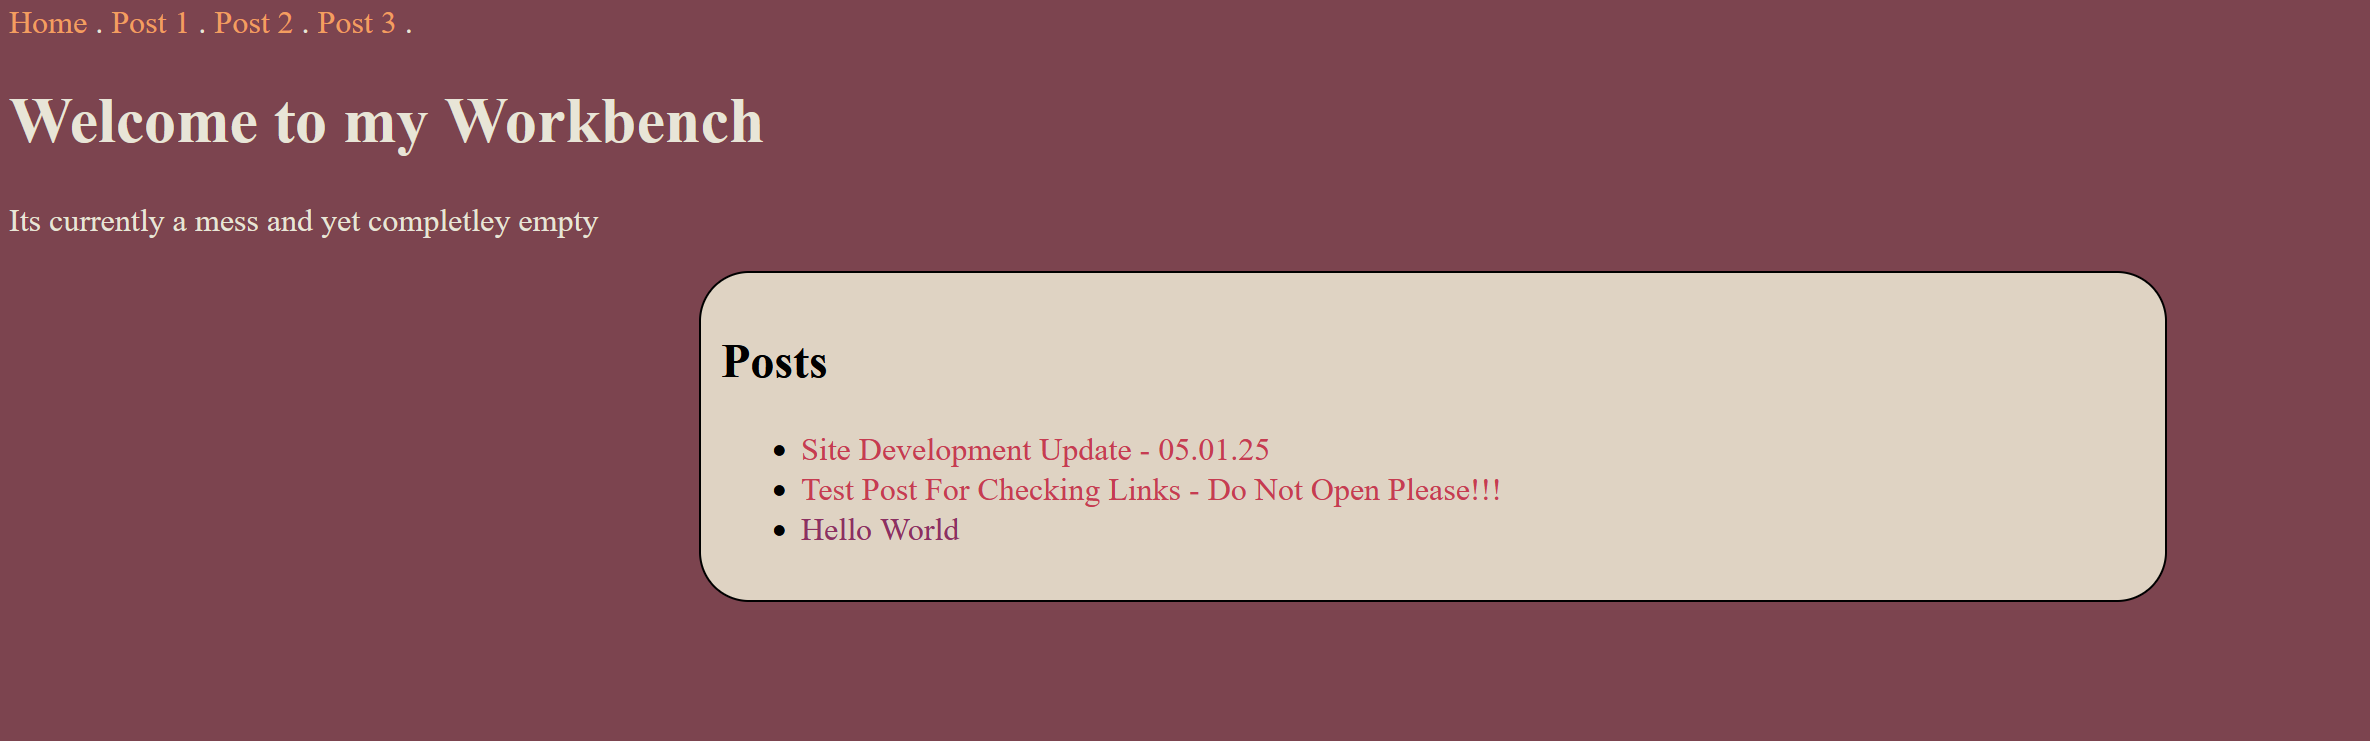 Home . Post 1 . Post 2 . Post 3 .
Welcome to my Workbench
Its currently a mess and yet completley empty
Posts
Site Development Update - 05.01.25
Test Post For Checking Links - Do Not Open Please!!!
Hello World